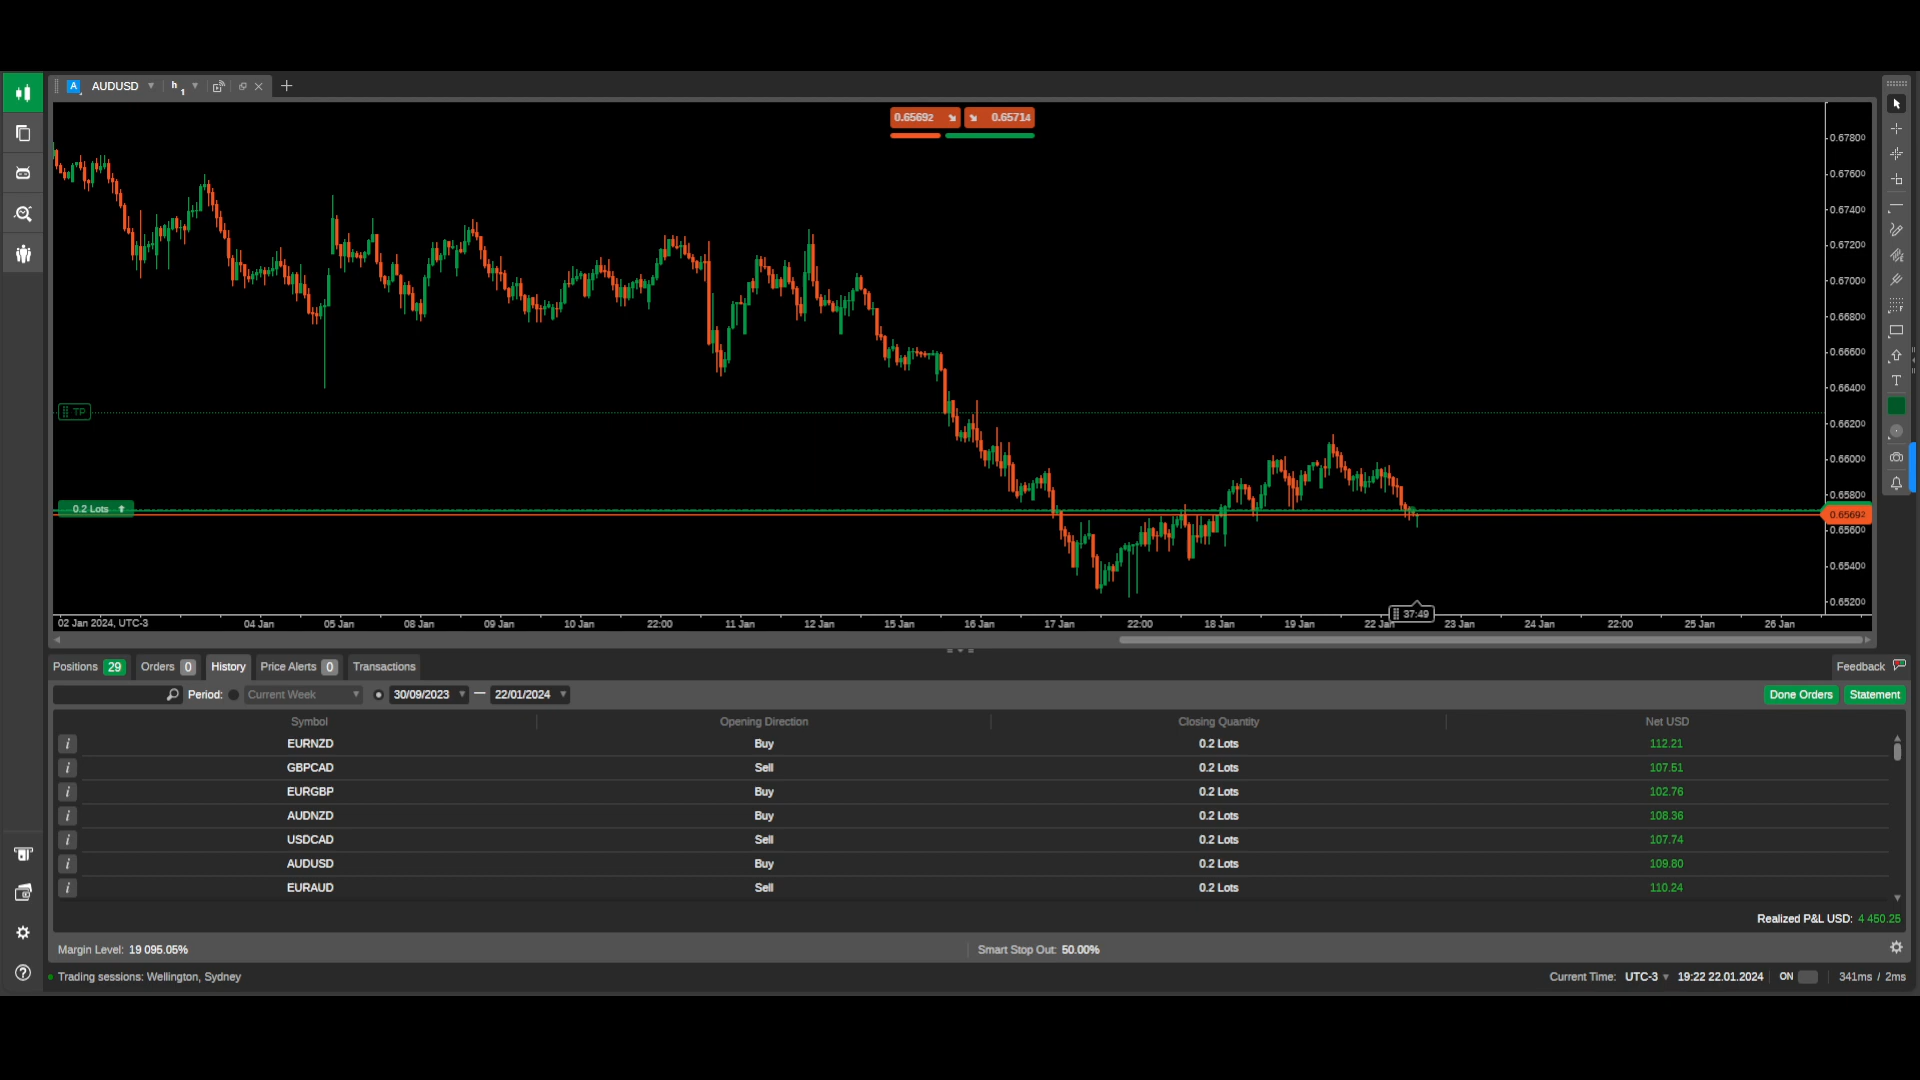 A AUDUSD h1
0.65692 0.65714
0.67800
0.67600
0.67400
0.67200
0.67000
0.66800
0.66600
0.66400
TP
0.66200
0.66000
0.65800
0.2 Lots
0.65692
0.65600
0.65400
0.65200
37:49
02 Jan 2024, UTC-3 04 Jan 05 Jan 08 Jan 09 Jan 10 Jan 22:00 11 Jan 12 Jan 15 Jan 16 Jan 17 Jan 22:00 18 Jan 19 Jan 22 Jan 23 Jan 24 Jan 22:00 25 Jan 26 Jan
Positions 29 Orders 0 History Price Alerts 0 Transactions Feedback
Period: Current Week 30/09/2023 — 22/01/2024 Done Orders Statement
Symbol Opening Direction Closing Quantity Net USD
i EURNZD Buy 0.2 Lots 112.21
i GBPCAD Sell 0.2 Lots 107.51
i EURGBP Buy 0.2 Lots 102.76
i AUDNZD Buy 0.2 Lots 108.36
i USDCAD Sell 0.2 Lots 107.74
i AUDUSD Buy 0.2 Lots 109.80
i EURAUD Sell 0.2 Lots 110.24
Realized P&L USD: 4 450.25
Margin Level: 19 095.05% Smart Stop Out: 50.00%
Trading sessions: Wellington, Sydney Current Time: UTC-3 19:22 22.01.2024 ON 341ms / 2ms